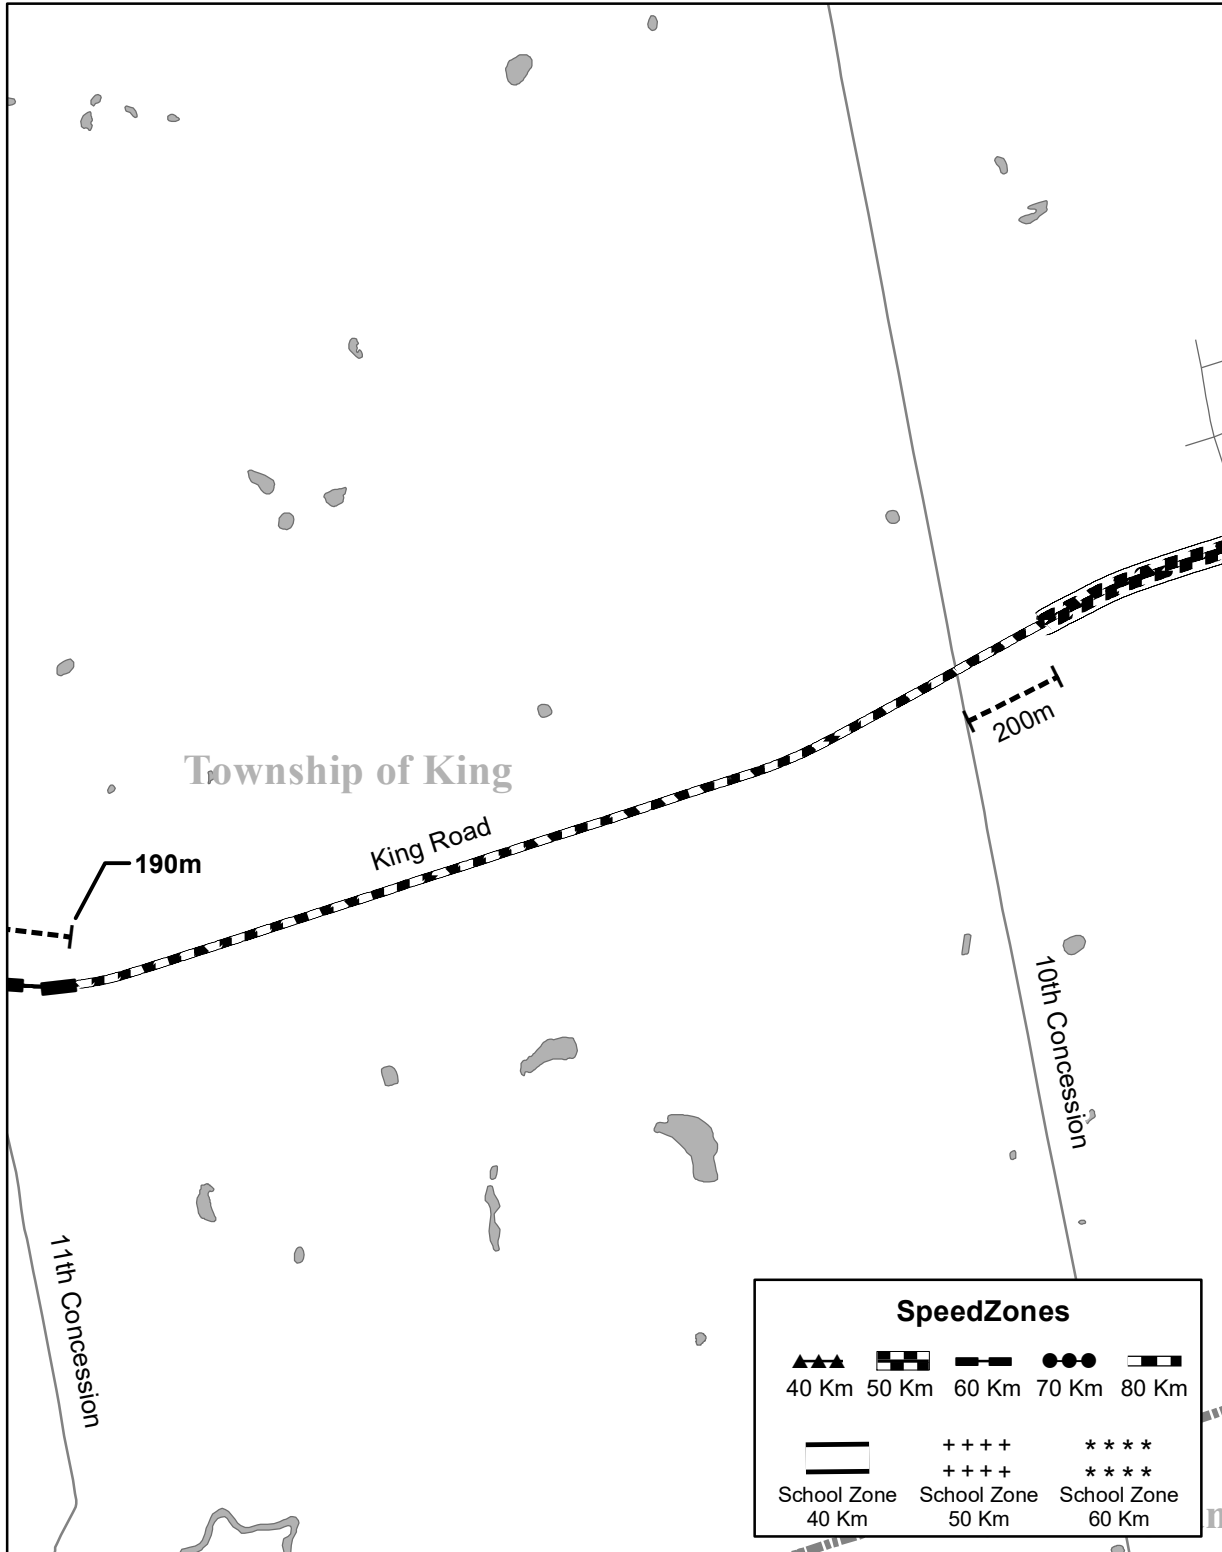 200m
Township of King
King Road
190m
10th Concession
11th Concession
SpeedZones
40 Km
50 Km
60 Km
70 Km
80 Km
School Zone
40 Km
School Zone
50 Km
School Zone
60 Km